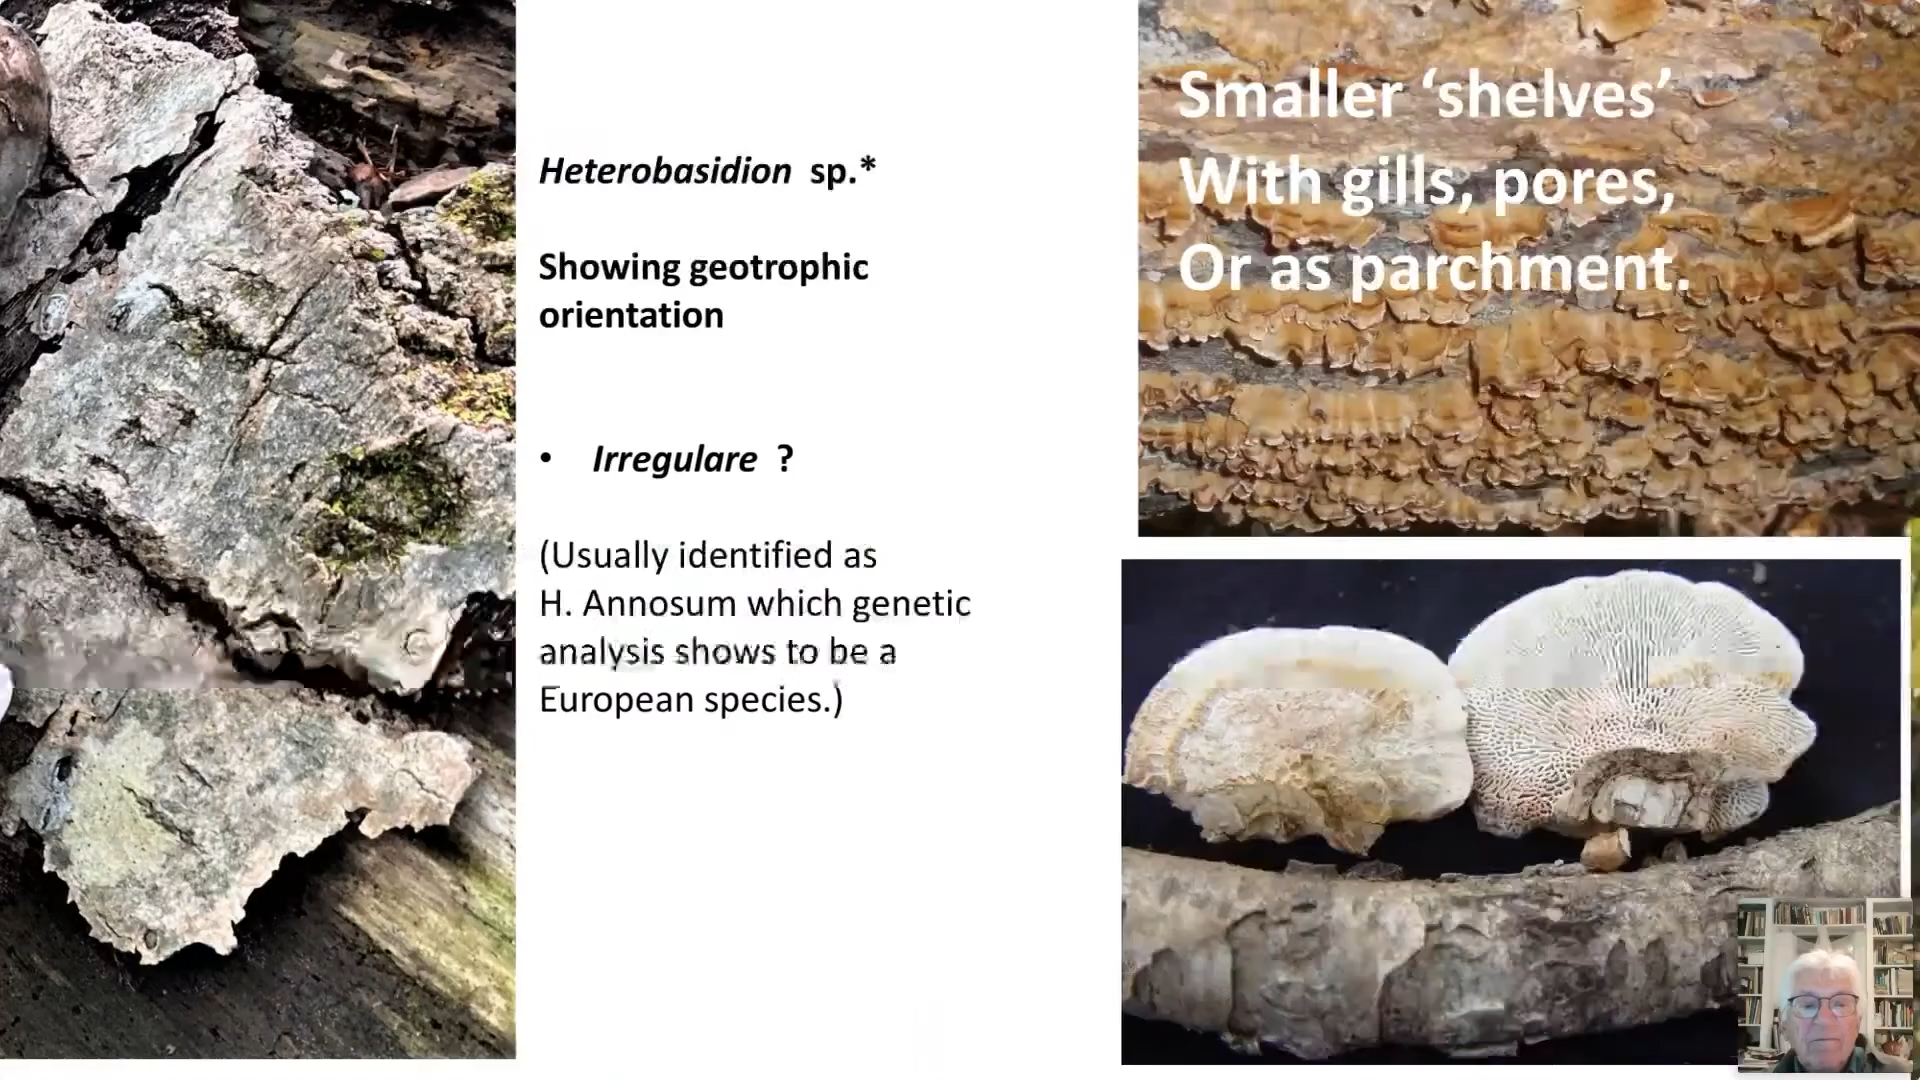 Heterobasidion sp.*
Showing geotrophic
orientation
• Irregulare ?
(Usually identified as
H. Annosum which genetic
analysis shows to be a
European species.)
Smaller ‘shelves’
With gills, pores,
Or as parchment.